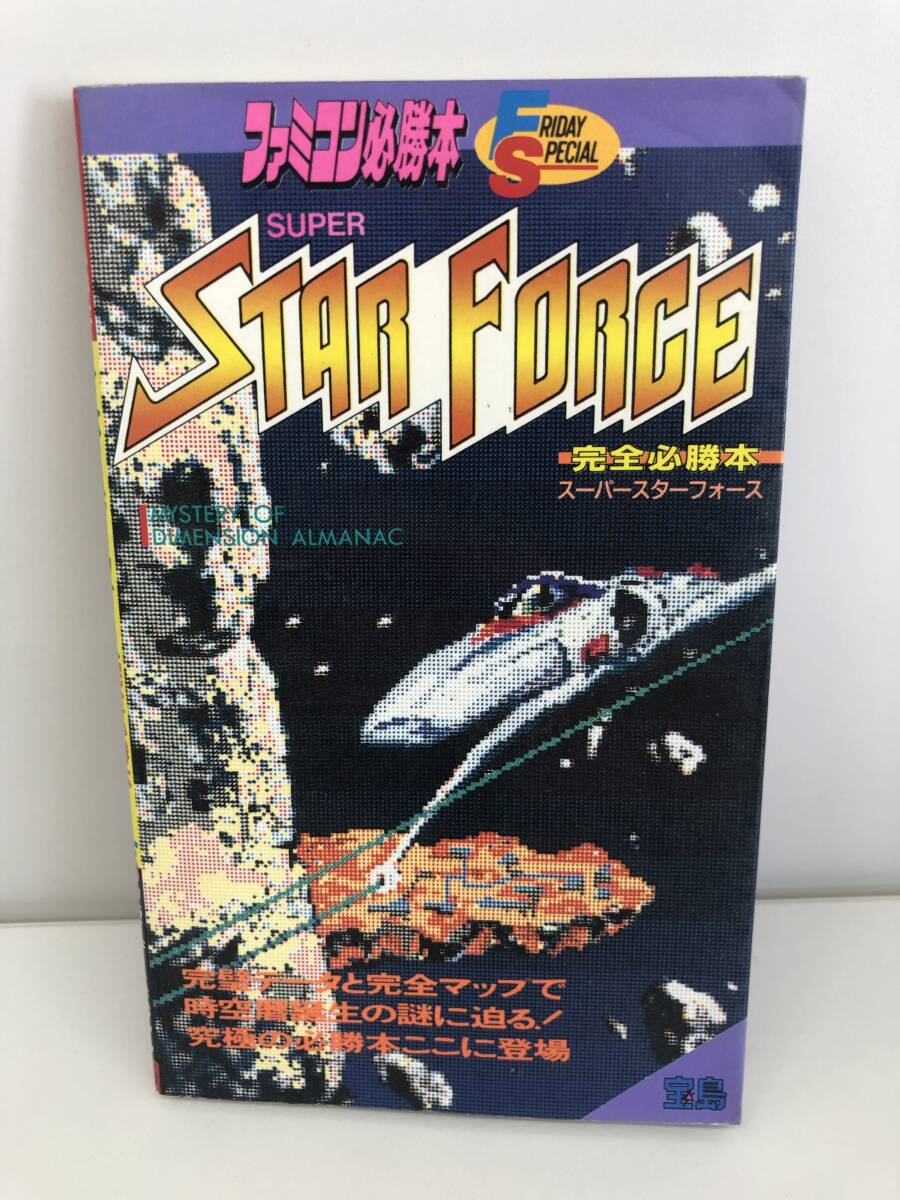 ファミコン必勝本
FRIDAY
SPECIAL
SUPER
STAR FORCE
完全必勝本
スーパースターフォース
MYSTERY OF
DIMENSION ALMANAC
完璧データと完全マップで
時空暦誕生の謎に迫る!
究極の必勝本ここに登場
宝島